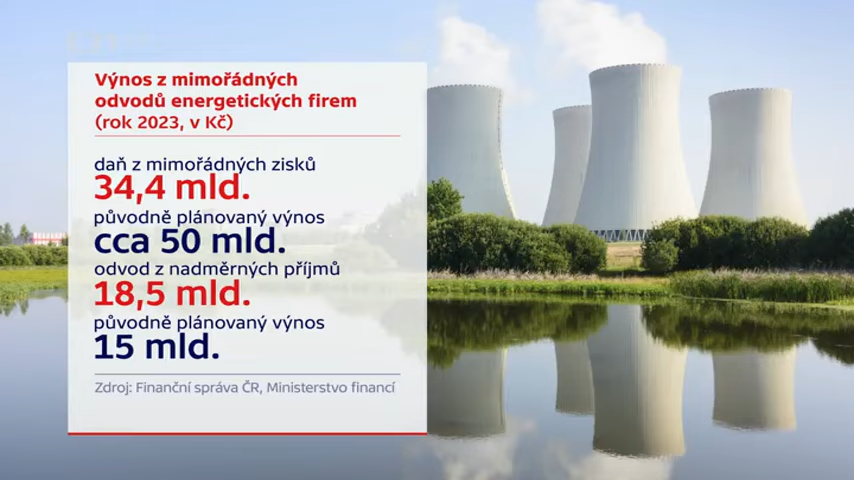 Výnos z mimořádných
odvodů energetických firem
(rok 2023, v Kč)
daň z mimořádných zisků
34,4 mld.
původně plánovaný výnos
cca 50 mld.
odvod z nadměrných příjmů
18,5 mld.
původně plánovaný výnos
15 mld.
Zdroj: Finanční správa ČR, Ministerstvo financí